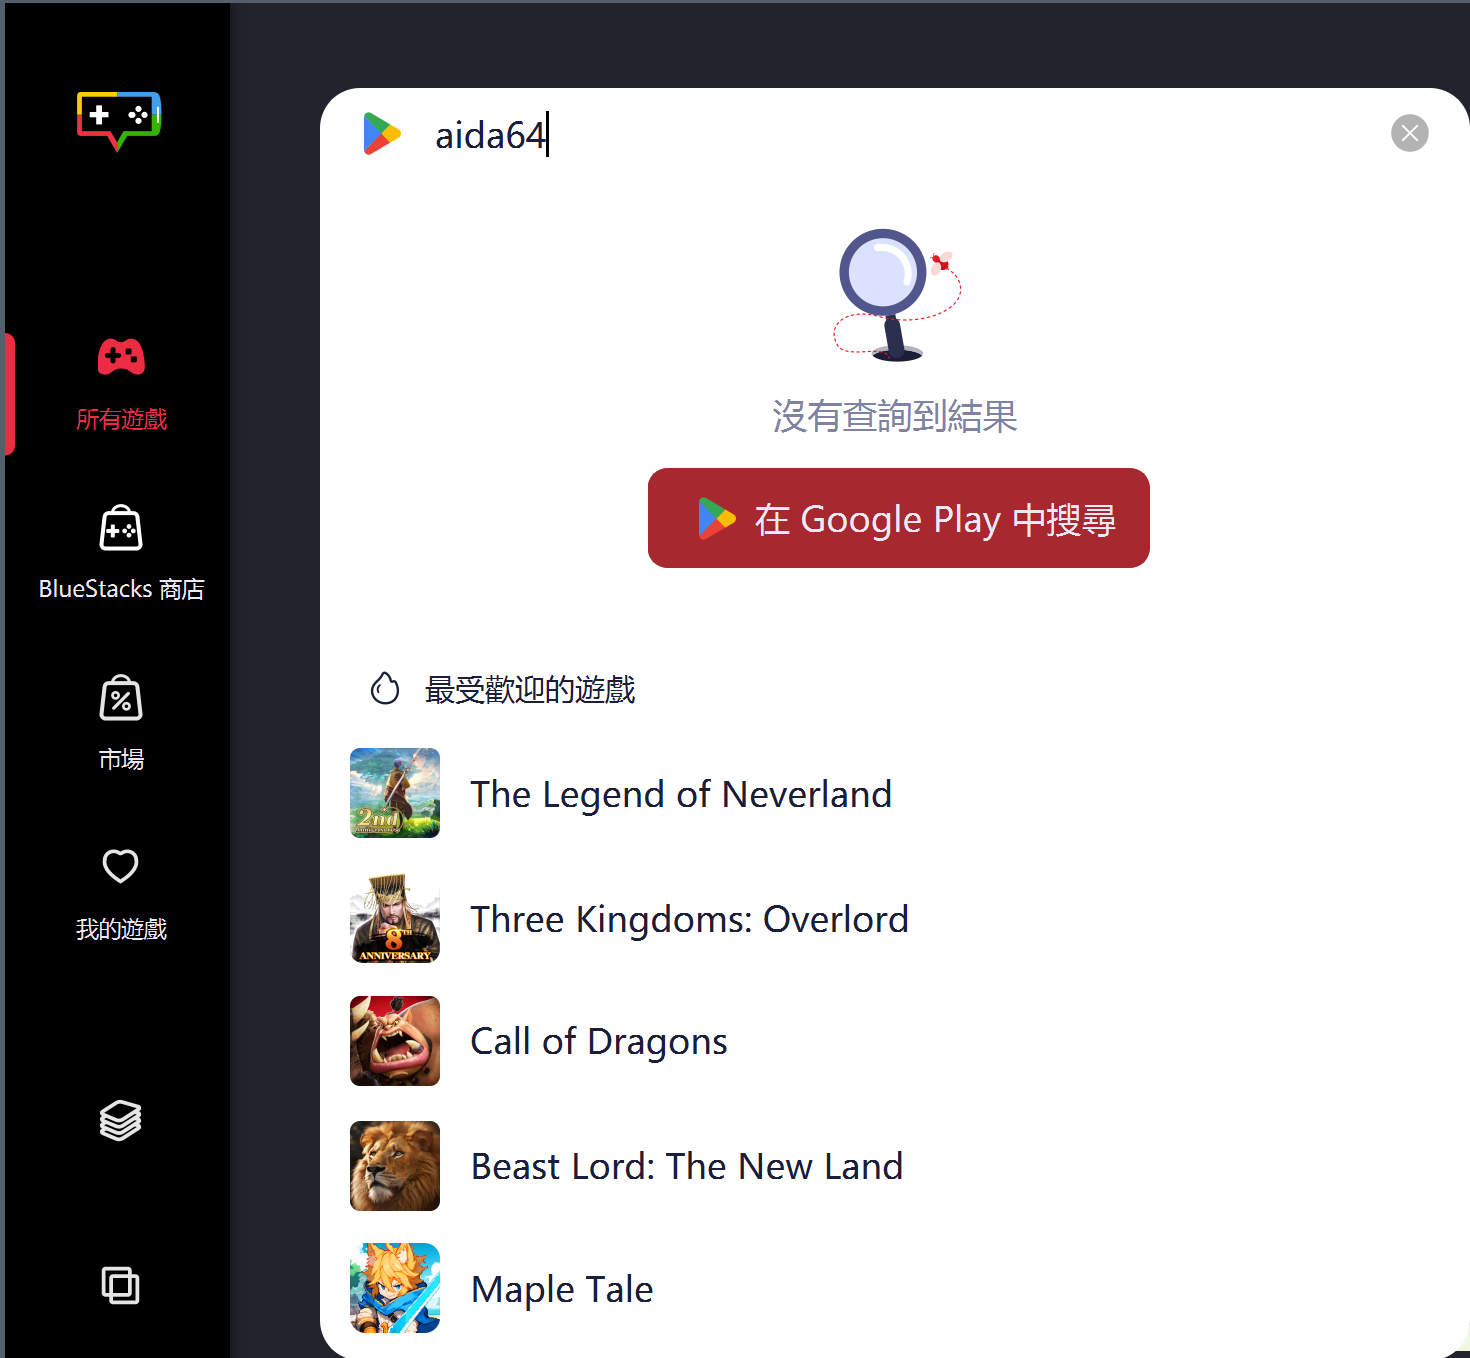 aida64
沒有查詢到結果
在 Google Play 中搜尋
所有遊戲
BlueStacks 商店
市場
我的遊戲
最受歡迎的遊戲
2nd
The Legend of Neverland
8TH
ANNIVERSARY
Three Kingdoms: Overlord
Call of Dragons
Beast Lord: The New Land
Maple Tale